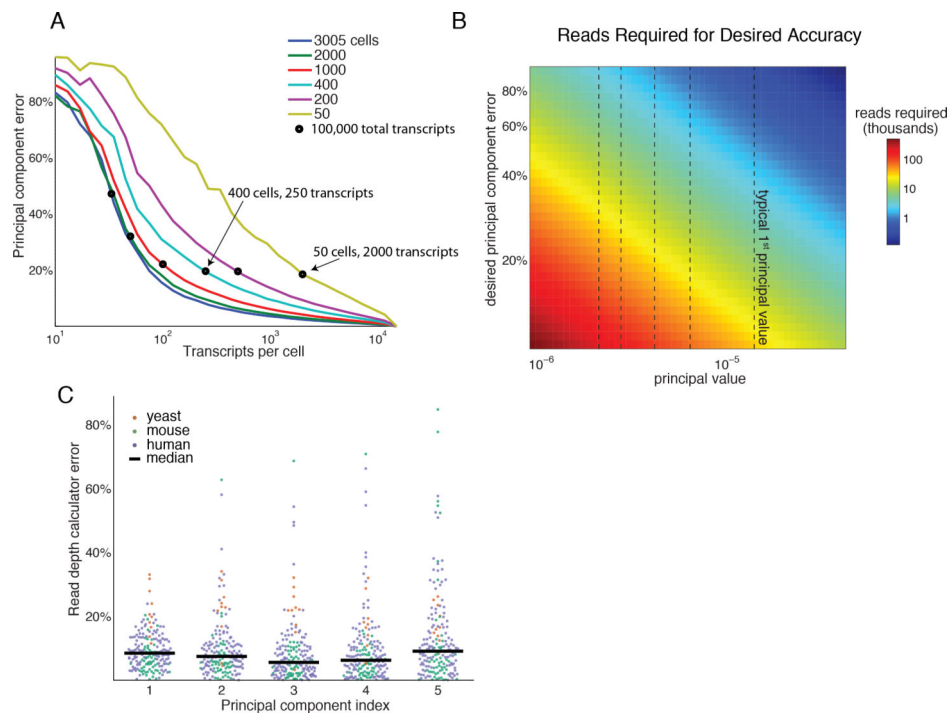 A
3005 cells
2000
1000
400
200
50
100,000 total transcripts
Principal component error
80%
60%
40%
20%
400 cells, 250 transcripts
50 cells, 2000 transcripts
10¹
10²
10³
10⁴
Transcripts per cell
B
Reads Required for Desired Accuracy
desired principal component error
80%
60%
40%
20%
typical 1ˢᵗ principal value
10⁻⁶
10⁻⁵
principal value
reads required
(thousands)
100
10
1
C
yeast
mouse
human
median
Read depth calculator error
80%
60%
40%
20%
1
2
3
4
5
Principal component index